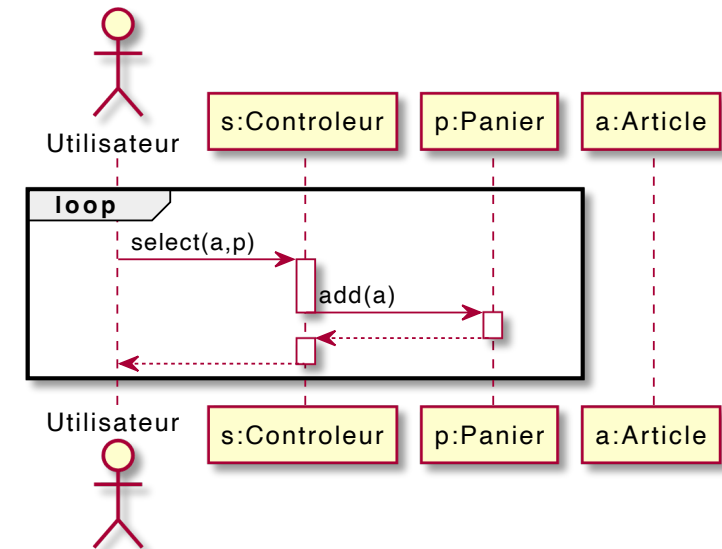 Utilisateur
s:Controleur
p:Panier
a:Article
loop
select(a,p)
add(a)
Utilisateur
s:Controleur
p:Panier
a:Article